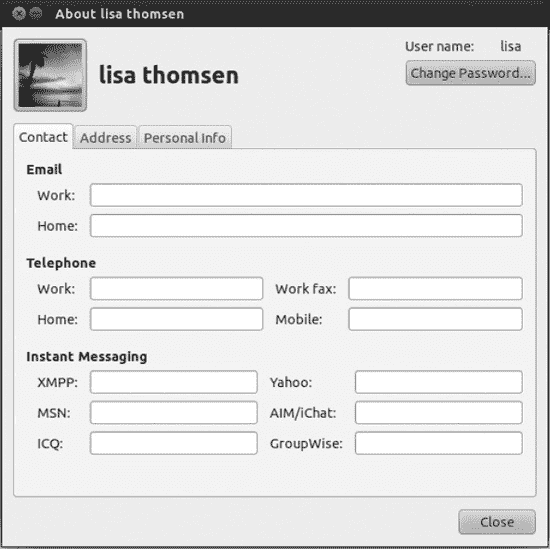 About lisa thomsen
User name: lisa
lisa thomsen
Change Password...
Contact Address Personal Info
Email
Work:
Home:
Telephone
Work: Work fax:
Home: Mobile:
Instant Messaging
XMPP: Yahoo:
MSN: AIM/iChat:
ICQ: GroupWise:
Close